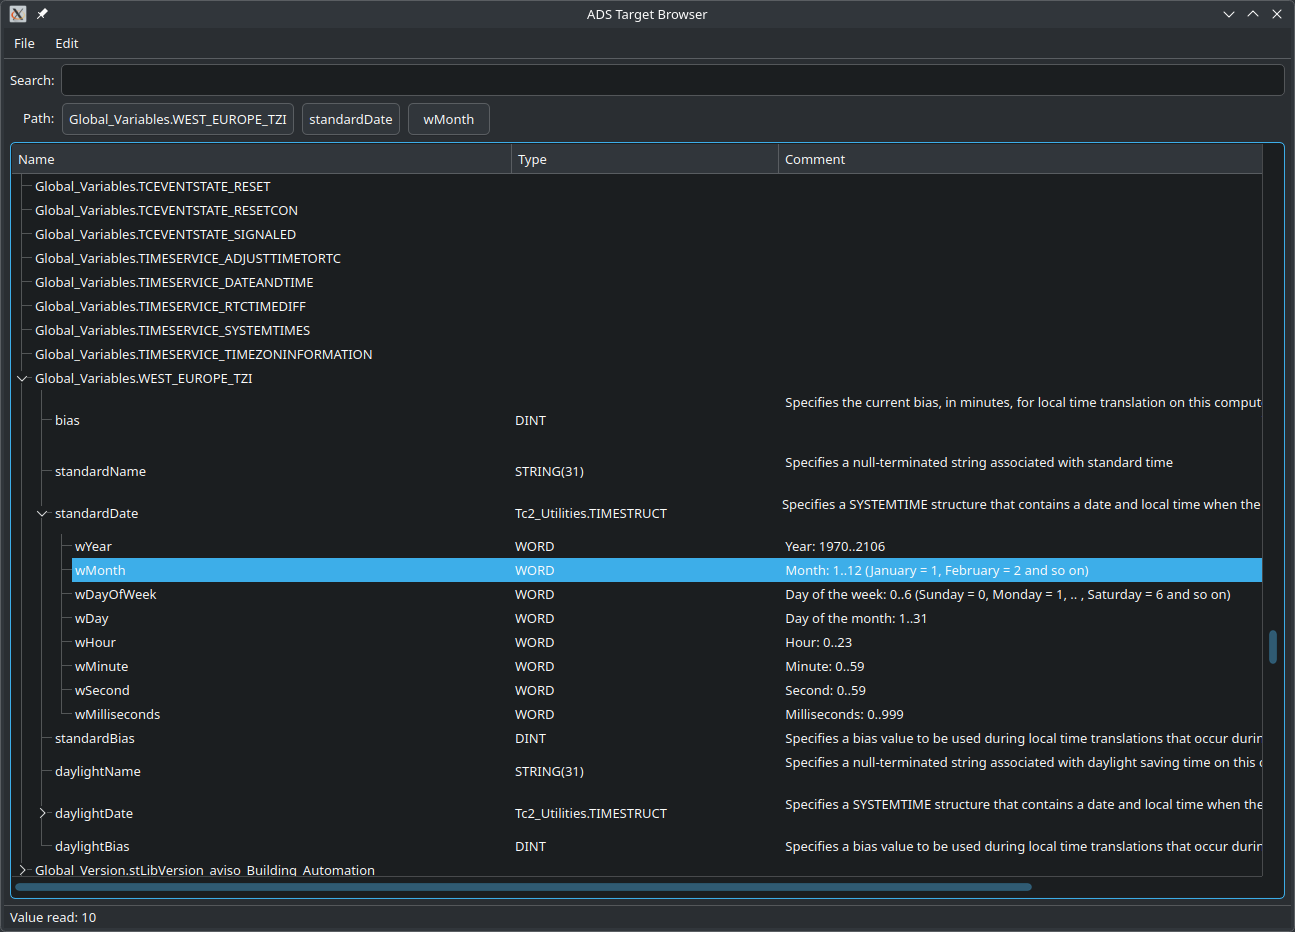 ADS Target Browser
File Edit
Search:
Path: Global_Variables.WEST_EUROPE_TZI standardDate wMonth
Name Type Comment
Global_Variables.TCEVENTSTATE_RESET
Global_Variables.TCEVENTSTATE_RESETCON
Global_Variables.TCEVENTSTATE_SIGNALED
Global_Variables.TIMESERVICE_ADJUSTTIMETORTC
Global_Variables.TIMESERVICE_DATEANDTIME
Global_Variables.TIMESERVICE_RTCTIMEDIFF
Global_Variables.TIMESERVICE_SYSTEMTIMES
Global_Variables.TIMESERVICE_TIMEZONINFORMATION
Global_Variables.WEST_EUROPE_TZI
bias DINT Specifies the current bias, in minutes, for local time translation on this comput
standardName STRING(31) Specifies a null-terminated string associated with standard time
standardDate Tc2_Utilities.TIMESTRUCT Specifies a SYSTEMTIME structure that contains a date and local time when the
wYear WORD Year: 1970..2106
wMonth WORD Month: 1..12 (January = 1, February = 2 and so on)
wDayOfWeek WORD Day of the week: 0..6 (Sunday = 0, Monday = 1, .. , Saturday = 6 and so on)
wDay WORD Day of the month: 1..31
wHour WORD Hour: 0..23
wMinute WORD Minute: 0..59
wSecond WORD Second: 0..59
wMilliseconds WORD Milliseconds: 0..999
standardBias DINT Specifies a bias value to be used during local time translations that occur durin
daylightName STRING(31) Specifies a null-terminated string associated with daylight saving time on this
daylightDate Tc2_Utilities.TIMESTRUCT Specifies a SYSTEMTIME structure that contains a date and local time when the
daylightBias DINT Specifies a bias value to be used during local time translations that occur durin
Global_Version.stLibVersion_aviso_Building_Automation
Value read: 10